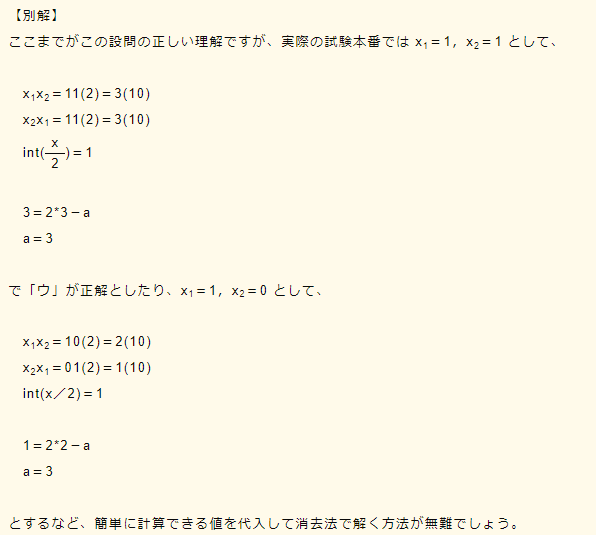 【別解】
ここまでがこの設問の正しい理解ですが、実際の試験本番では x₁＝1，x₂＝1 として、
x₁x₂＝11(2)＝3(10)
x₂x₁＝11(2)＝3(10)
int(x/2)＝1
3＝2*3－a
a＝3
で「ウ」が正解としたり、x₁＝1，x₂＝0 として、
x₁x₂＝10(2)＝2(10)
x₂x₁＝01(2)＝1(10)
int(x／2)＝1
1＝2*2－a
a＝3
とするなど、簡単に計算できる値を代入して消去法で解く方法が無難でしょう。